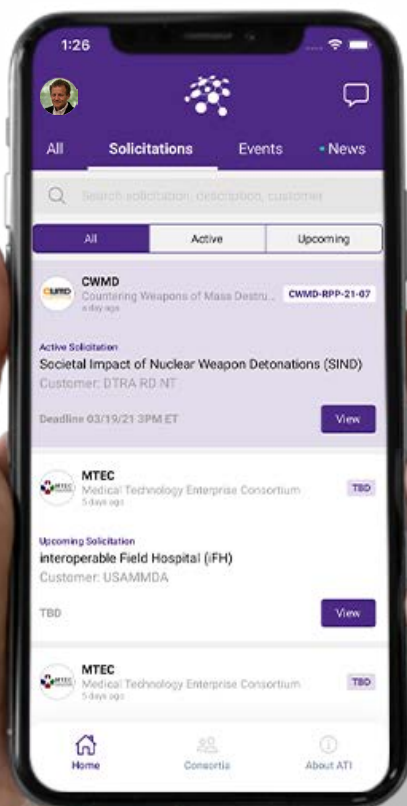 1:26
All Solicitations Events News
Search solicitation, description, customer
All Active Upcoming
CWMD
Countering Weapons of Mass Destru... CWMD-RPP-21-07
a day ago
Active Solicitation
Societal Impact of Nuclear Weapon Detonations (SIND)
Customer: DTRA RD NT
Deadline 03/19/21 3PM ET View
MTEC
Medical Technology Enterprise Consortium TBD
5 days ago
Upcoming Solicitation
interoperable Field Hospital (iFH)
Customer: USAMMDA
TBD View
MTEC
Medical Technology Enterprise Consortium TBD
5 days ago
Home Consortia About ATI